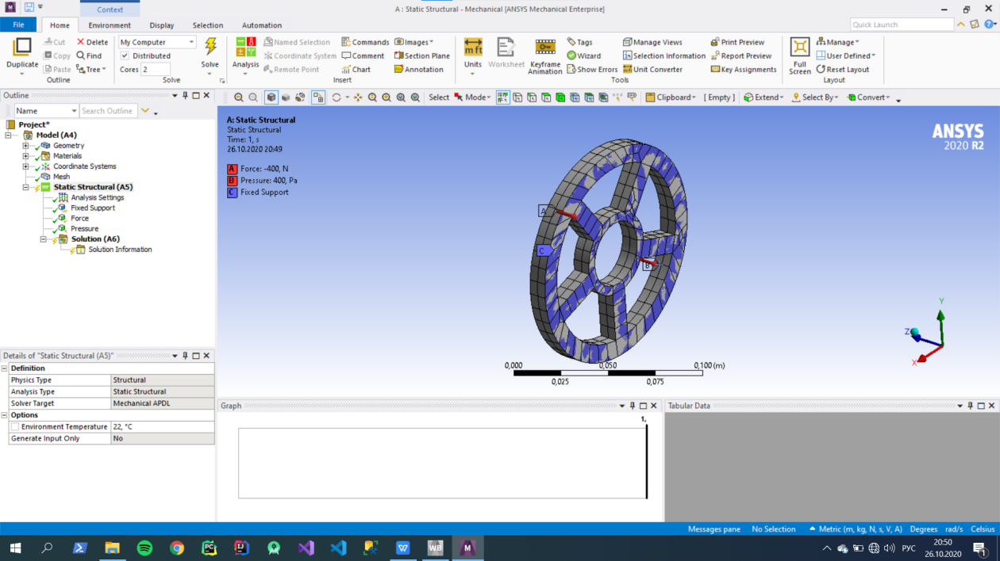 Context
A : Static Structural - Mechanical [ANSYS Mechanical Enterprise]
File Home Environment Display Selection Automation Quick Launch
Duplicate
Cut
Copy
Paste
Delete
Find
Tree
Outline
My Computer
Distributed
Cores 2
Solve
Solve
Analysis
Named Selection
Coordinate System
Remote Point
Commands
Comment
Chart
Images
Section Plane
Annotation
Insert
Units
Worksheet
Keyframe
Animation
Tags
Wizard
Show Errors
Manage Views
Selection Information
Unit Converter
Print Preview
Report Preview
Key Assignments
Tools
Full
Screen
Manage
User Defined
Reset Layout
Layout
Outline
Name Search Outline
Project*
Model (A4)
Geometry
Materials
Coordinate Systems
Mesh
Static Structural (A5)
Analysis Settings
Fixed Support
Force
Pressure
Solution (A6)
Solution Information
Select Mode Clipboard [ Empty ] Extend Select By Convert
A: Static Structural
Static Structural
Time: 1, s
26.10.2020 20:49
A Force: -400, N
B Pressure: 400, Pa
C Fixed Support
ANSYS
2020 R2
A
C
B
Y
Z
X
0,000 0,050 0,100 (m)
0,025 0,075
Details of "Static Structural (A5)"
Definition
Physics Type Structural
Analysis Type Static Structural
Solver Target Mechanical APDL
Options
Environment Temperature 22, °C
Generate Input Only No
Graph
1,
Tabular Data
Messages pane No Selection Metric (m, kg, N, s, V, A) Degrees rad/s Celsius
PC
IJ
W
WB
M
РУС
20:50
26.10.2020
1